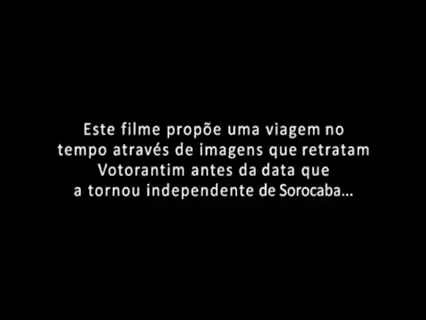 Este filme propõe uma viagem no
tempo através de imagens que retratam
Votorantim antes da data que
a tornou independente de Sorocaba...